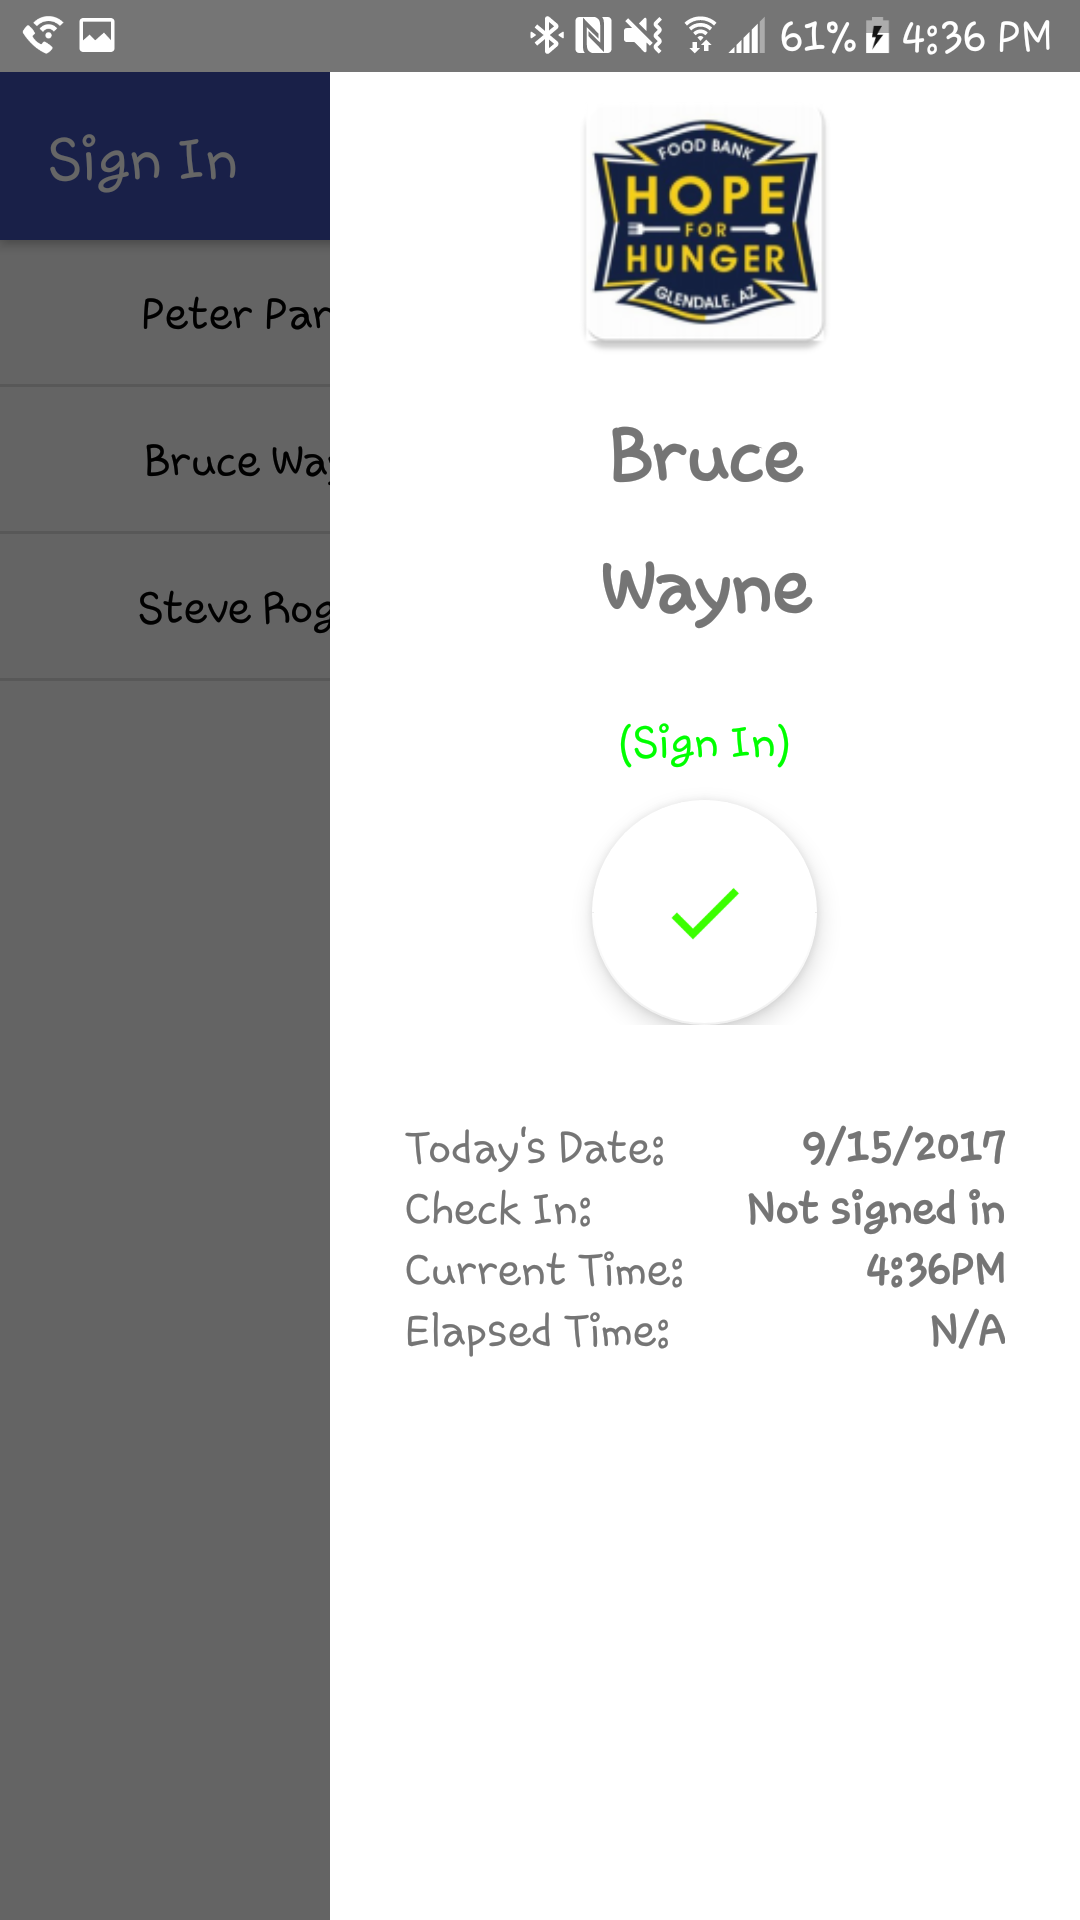 61% 4:36 PM
Sign In
Peter Par
Bruce Way
Steve Rog
FOOD BANK
HOPE
FOR
HUNGER
GLENDALE, AZ
Bruce
Wayne
(Sign In)
Today's Date: 9/15/2017
Check In: Not signed in
Current Time: 4:36PM
Elapsed Time: N/A